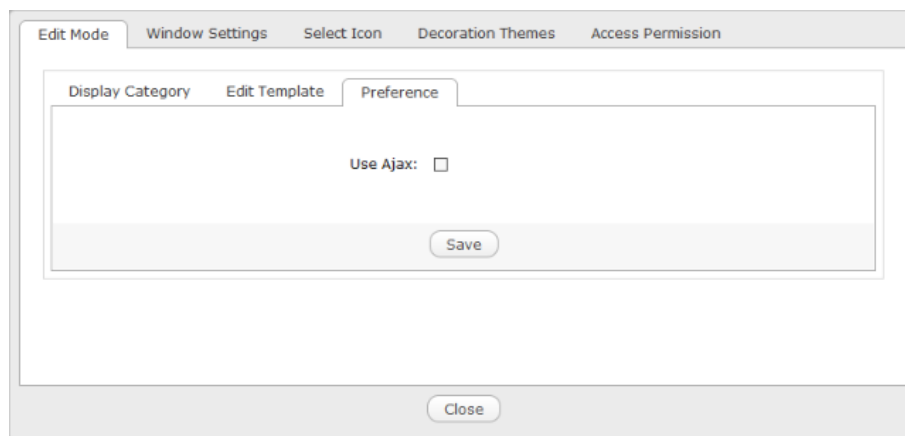 Edit Mode Window Settings Select Icon Decoration Themes Access Permission
Display Category Edit Template Preference
Use Ajax:
Save
Close